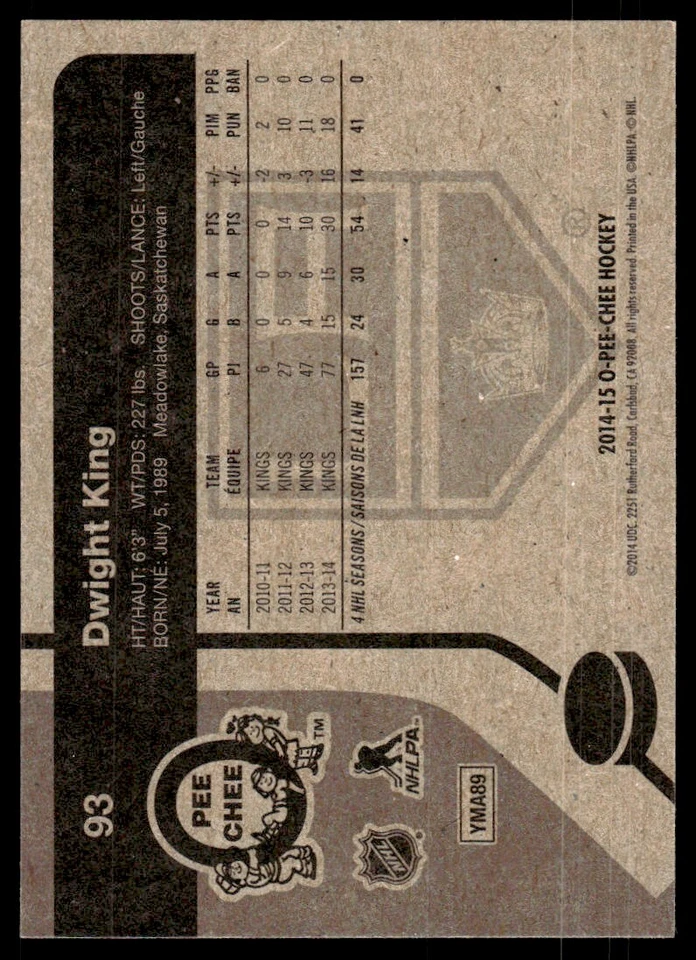 93 Dwight King
HT/HAUT: 6'3" WT/PDS: 227 lbs. SHOOTS/LANCE: Left/Gauche
BORN/NE: July 5, 1989 Meadowlake, Saskatchewan
YEAR TEAM GP G A PTS +/- PIM PPG
AN ÉQUIPE PJ B A PTS +/- PUN BAN
2010-11 KINGS 6 0 0 0 -2 2 0
2011-12 KINGS 27 5 9 14 3 10 0
2012-13 KINGS 47 4 6 10 -3 11 0
2013-14 KINGS 77 15 15 30 16 18 0
4 NHL SEASONS / SAISONS DE LA LNH 157 24 30 54 14 41 0
O
PEE
CHEE
TM
NHL
NHLPA
YMA89
2014-15 O-PEE-CHEE HOCKEY
©2014 UDC. 2251 Rutherford Road, Carlsbad, CA 92008. All rights reserved. Printed in the USA. ©NHLPA. © NHL.